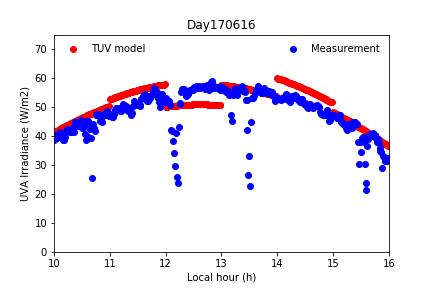 Day170616
TUV model
Measurement
UVA Irradiance (W/m2)
70
60
50
40
30
20
10
0
10 11 12 13 14 15 16
Local hour (h)